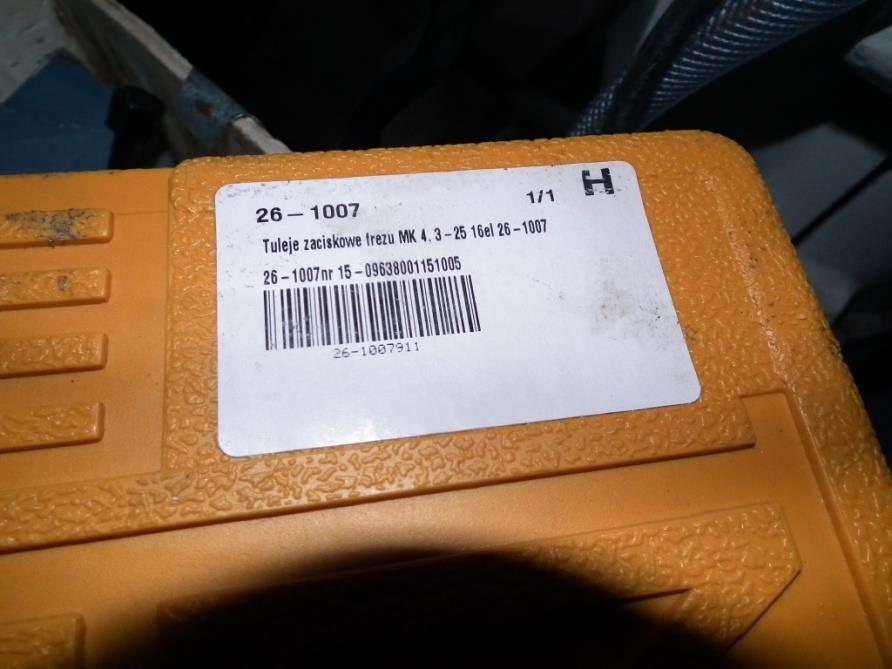 26-1007 1/1 H
Tuleje zaciskowe frezu MK 4, 3-25 16el 26-1007
26-1007nr 15-09638001151005
26-1007911